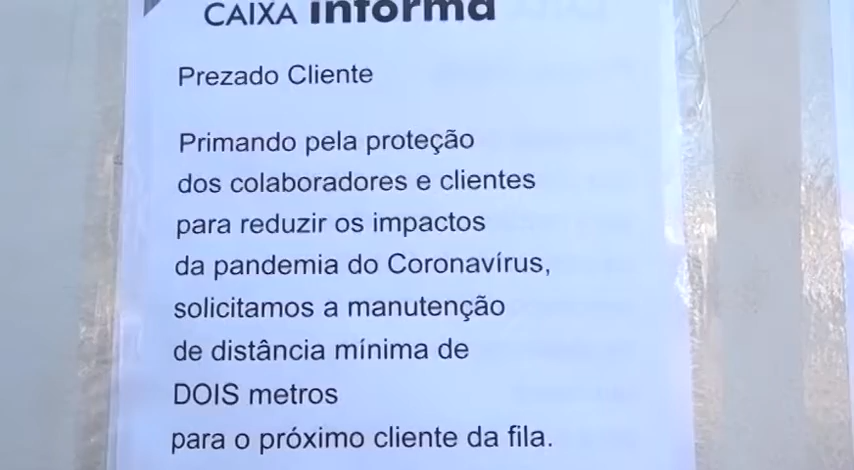 CAIXA informa
Prezado Cliente
Primando pela proteção
dos colaboradores e clientes
para reduzir os impactos
da pandemia do Coronavírus,
solicitamos a manutenção
de distância mínima de
DOIS metros
para o próximo cliente da fila.